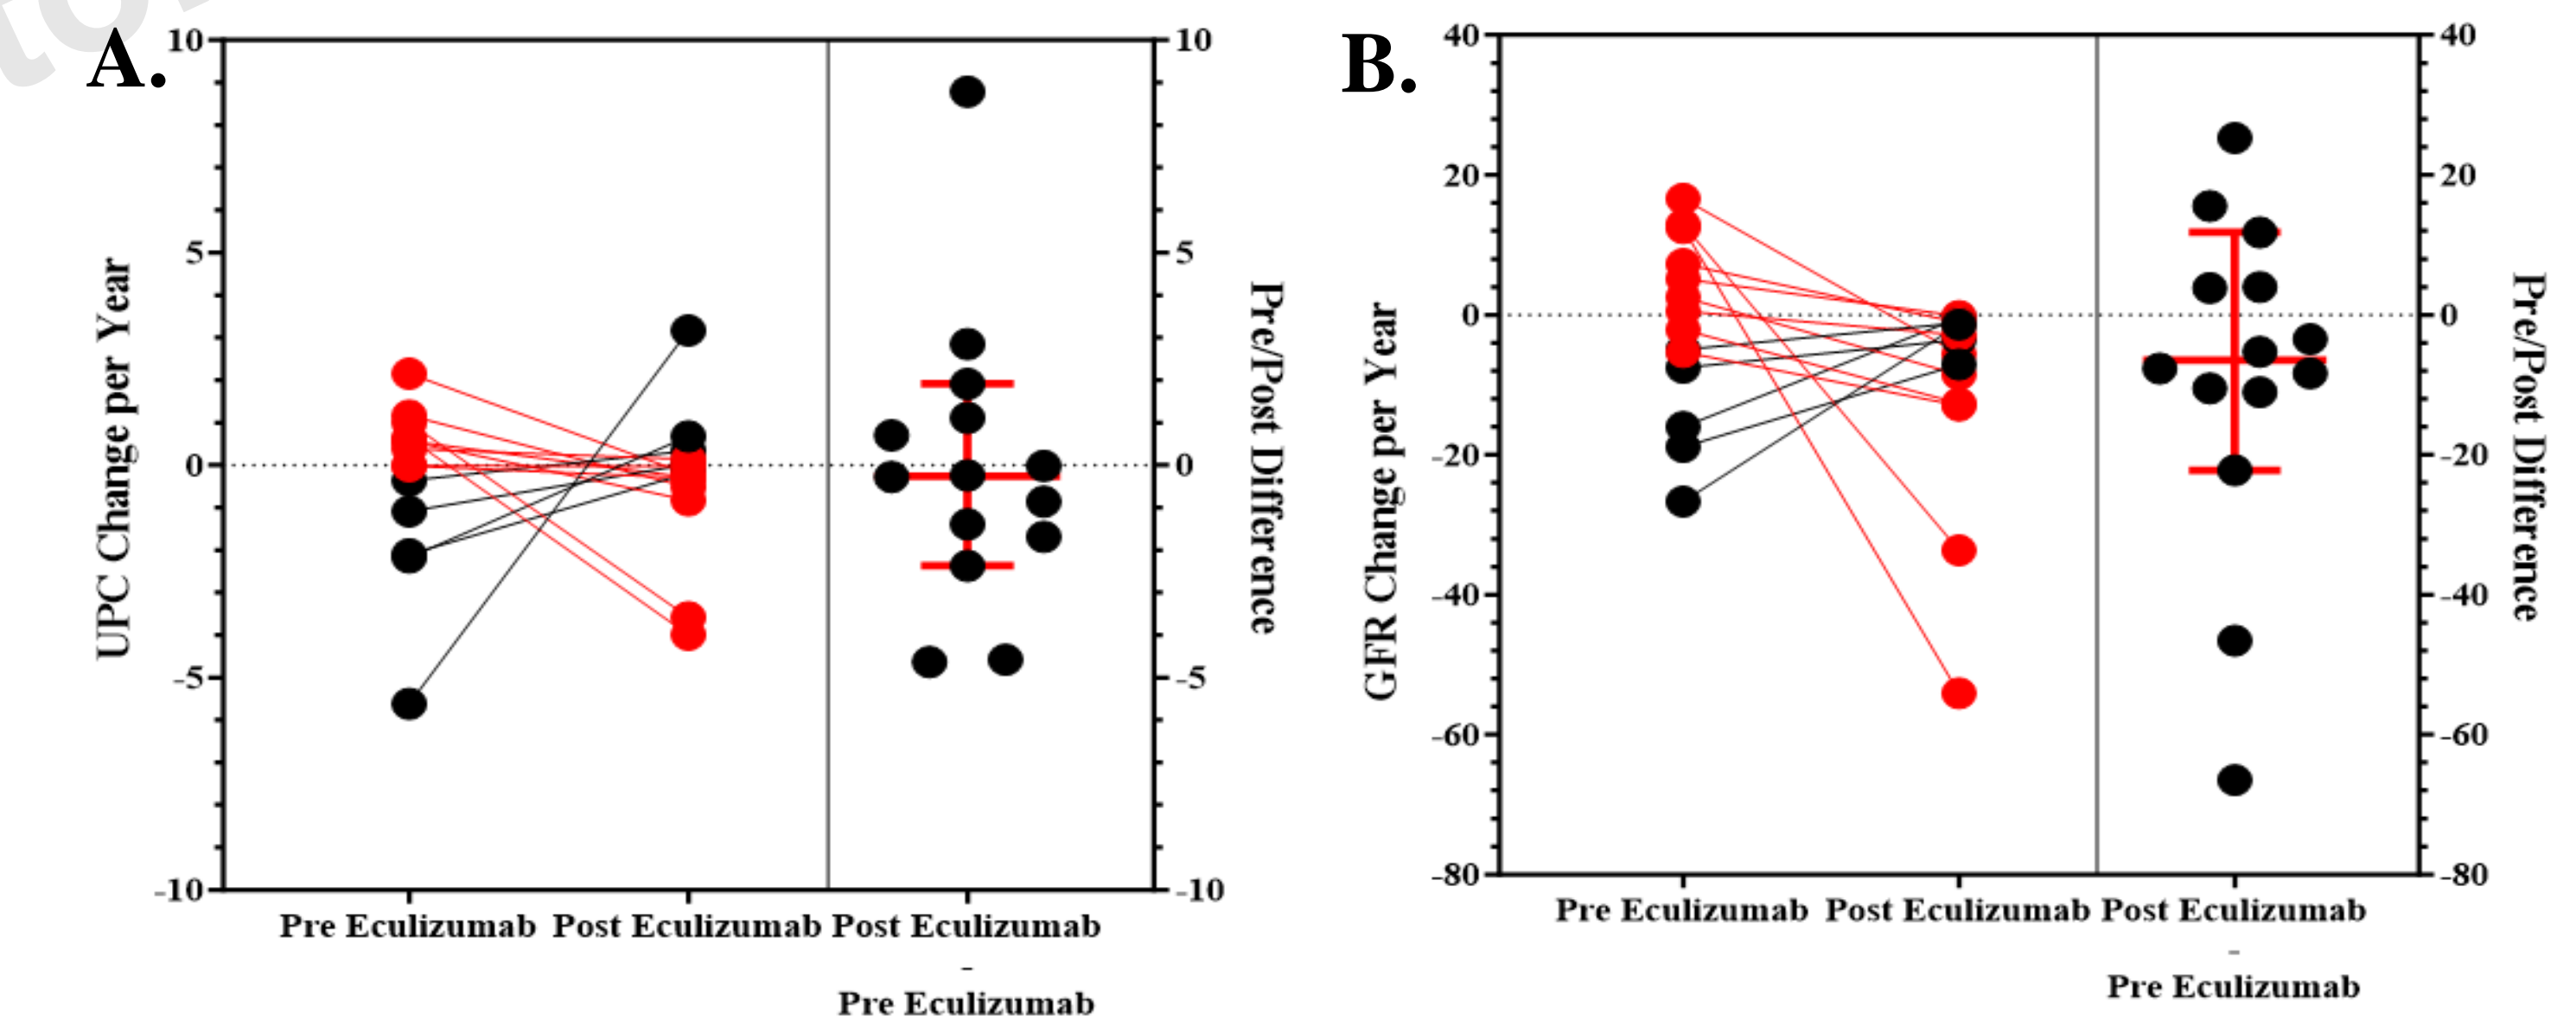 to
A.
10
5
0
-5
-10
UPC Change per Year
10
5
0
-5
-10
Pre/Post Difference
Pre Eculizumab
Post Eculizumab
Post Eculizumab
-
Pre Eculizumab
B.
40
20
0
-20
-40
-60
-80
GFR Change per Year
40
20
0
-20
-40
-60
-80
Pre/Post Difference
Pre Eculizumab
Post Eculizumab
Post Eculizumab
-
Pre Eculizumab